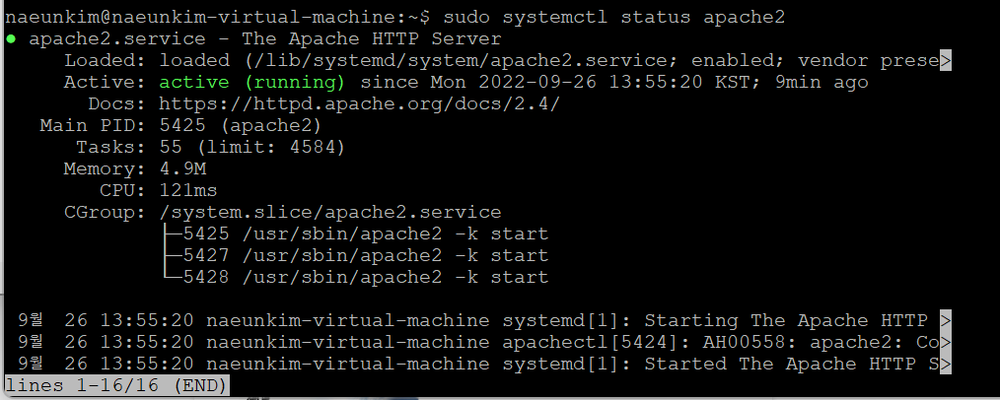 naeunkim@naeunkim-virtual-machine:~$ sudo systemctl status apache2
● apache2.service - The Apache HTTP Server
     Loaded: loaded (/lib/systemd/system/apache2.service; enabled; vendor prese>
     Active: active (running) since Mon 2022-09-26 13:55:20 KST; 9min ago
       Docs: https://httpd.apache.org/docs/2.4/
   Main PID: 5425 (apache2)
      Tasks: 55 (limit: 4584)
     Memory: 4.9M
        CPU: 121ms
     CGroup: /system.slice/apache2.service
             ├─5425 /usr/sbin/apache2 -k start
             ├─5427 /usr/sbin/apache2 -k start
             └─5428 /usr/sbin/apache2 -k start
 9월  26 13:55:20 naeunkim-virtual-machine systemd[1]: Starting The Apache HTTP >
 9월  26 13:55:20 naeunkim-virtual-machine apachectl[5424]: AH00558: apache2: Co>
 9월  26 13:55:20 naeunkim-virtual-machine systemd[1]: Started The Apache HTTP S>
lines 1-16/16 (END)